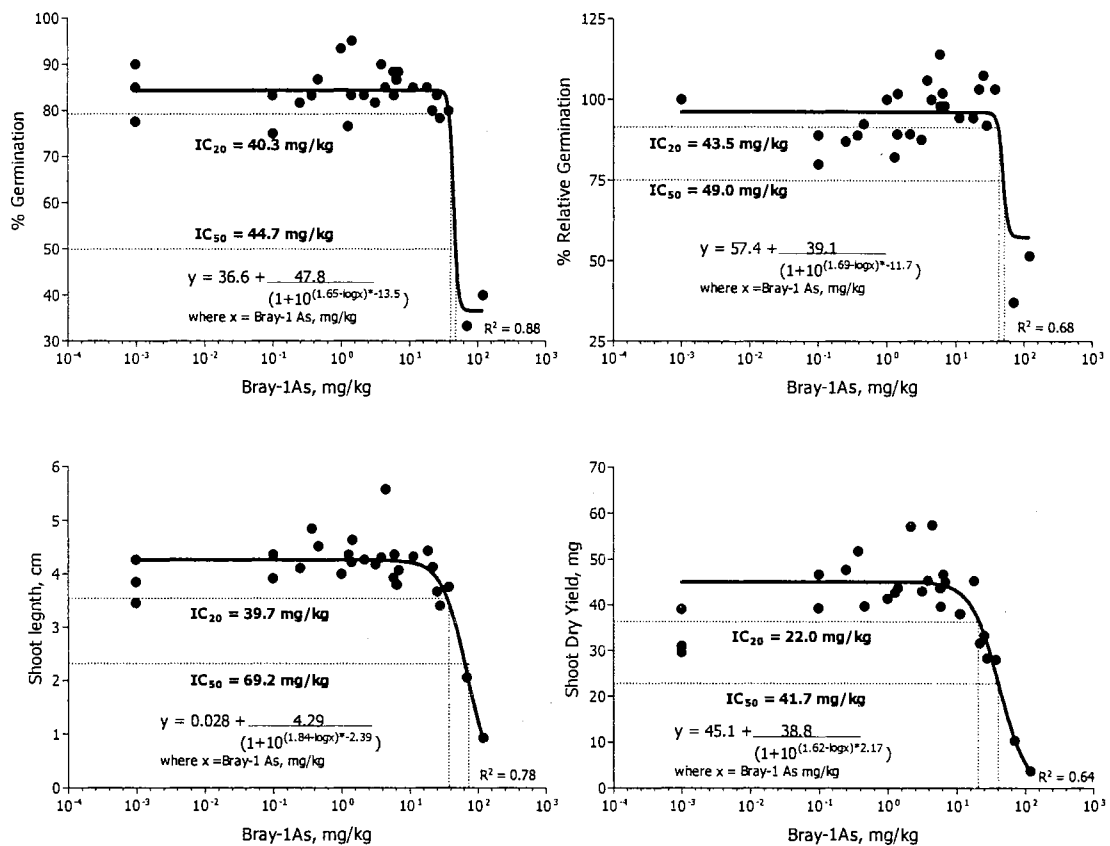 100
90
80
70
60
50
40
30
% Germination
IC₂₀ = 40.3 mg/kg
IC₅₀ = 44.7 mg/kg
y = 36.6 + 47.8
(1+10^(1.65-logx)*-13.5)
where x = Bray-1 As, mg/kg
R² = 0.88
10⁻⁴ 10⁻³ 10⁻² 10⁻¹ 10⁰ 10¹ 10² 10³
Bray-1As, mg/kg
125
100
75
50
25
% Relative Germination
IC₂₀ = 43.5 mg/kg
IC₅₀ = 49.0 mg/kg
y = 57.4 + 39.1
(1+10^(1.69-logx)*-11.7)
where x =Bray-1 As, mg/kg
R² = 0.68
10⁻⁴ 10⁻³ 10⁻² 10⁻¹ 10⁰ 10¹ 10² 10³
Bray-1As, mg/kg
6
5
4
3
2
1
0
Shoot legnth, cm
IC₂₀ = 39.7 mg/kg
IC₅₀ = 69.2 mg/kg
y = 0.028 + 4.29
(1+10^(1.84-logx)*-2.39)
where x =Bray-1 As, mg/kg
R² = 0.78
10⁻⁴ 10⁻³ 10⁻² 10⁻¹ 10⁰ 10¹ 10² 10³
Bray-1As, mg/kg
70
60
50
40
30
20
10
0
Shoot Dry Yield, mg
IC₂₀ = 22.0 mg/kg
IC₅₀ = 41.7 mg/kg
y = 45.1 + 38.8
(1+10^(1.62-logx)*2.17)
where x = Bray-1 As mg/kg
R² = 0.64
10⁻⁴ 10⁻³ 10⁻² 10⁻¹ 10⁰ 10¹ 10² 10³
Bray-1As, mg/kg